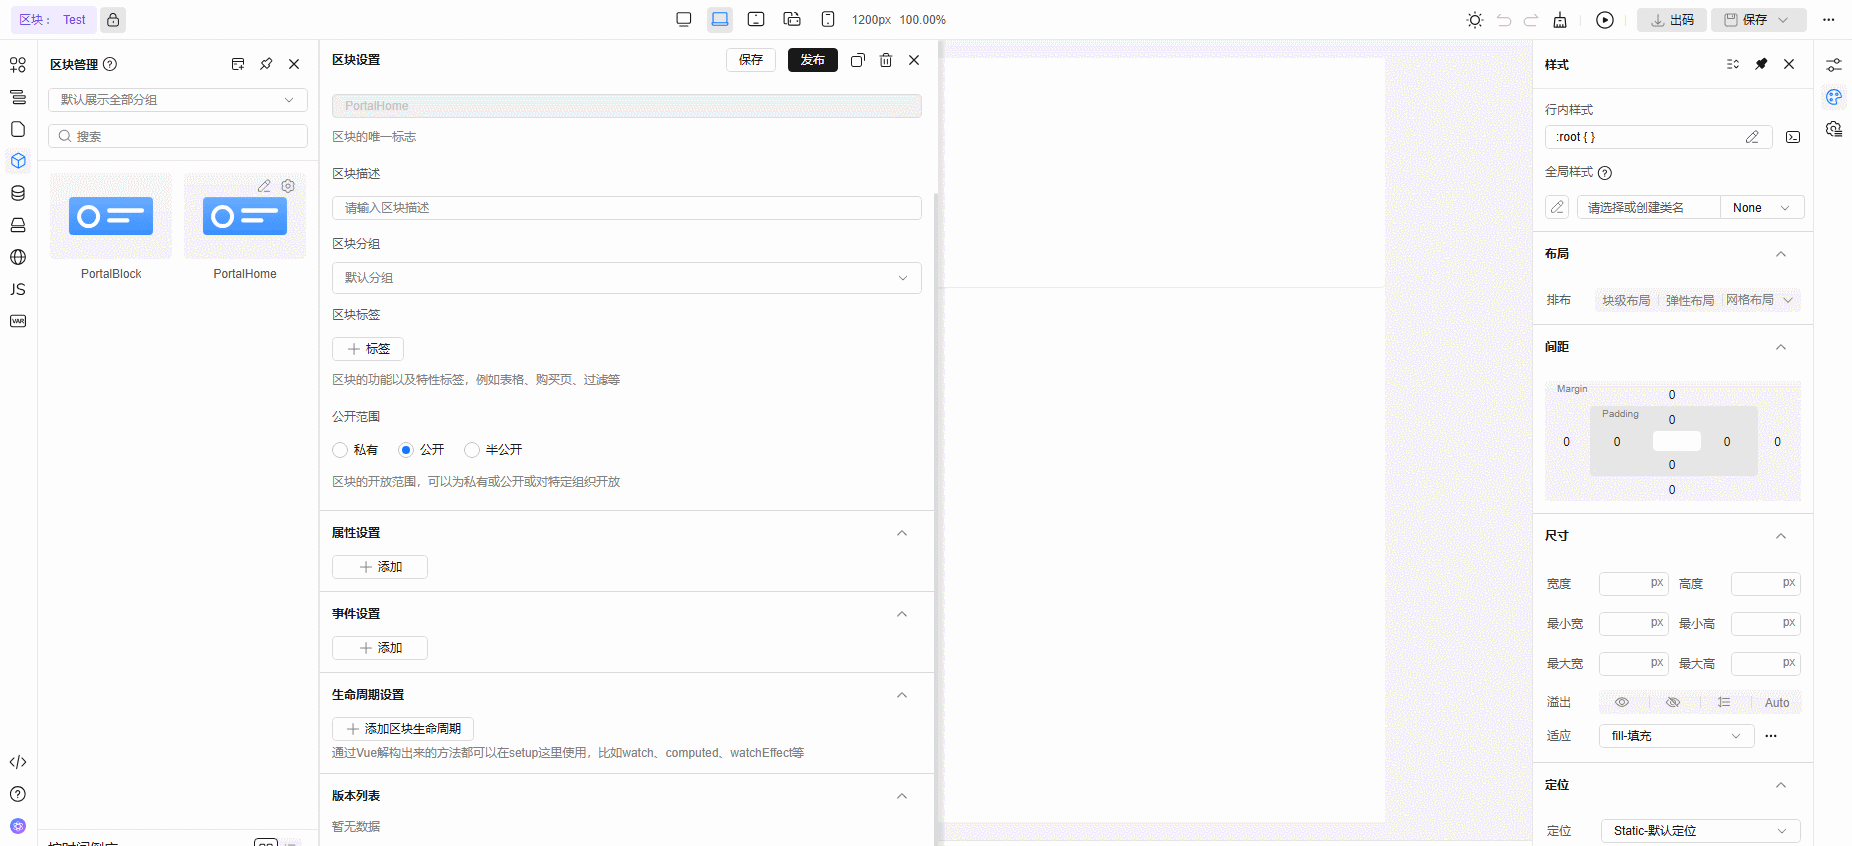 区块： Test
1200px 100.00%
出码
保存
区块管理
默认展示全部分组
搜索
PortalBlock
PortalHome
JS
VAR
区块设置
保存
发布
PortalHome
区块的唯一标志
区块描述
请输入区块描述
区块分组
默认分组
区块标签
标签
区块的功能以及特性标签，例如表格、购买页、过滤等
公开范围
私有
公开
半公开
区块的开放范围，可以为私有或公开或对特定组织开放
属性设置
添加
事件设置
添加
生命周期设置
添加区块生命周期
通过Vue解构出来的方法都可以在setup这里使用，比如watch、computed、watchEffect等
版本列表
暂无数据
样式
行内样式
:root { }
全局样式
请选择或创建类名
None
布局
排布
块级布局
弹性布局
网格布局
间距
Margin
0
Padding
0
0
0
0
0
0
0
尺寸
宽度
px
高度
px
最小宽
px
最小高
px
最大宽
px
最大高
px
溢出
Auto
适应
fill-填充
定位
定位
Static-默认定位